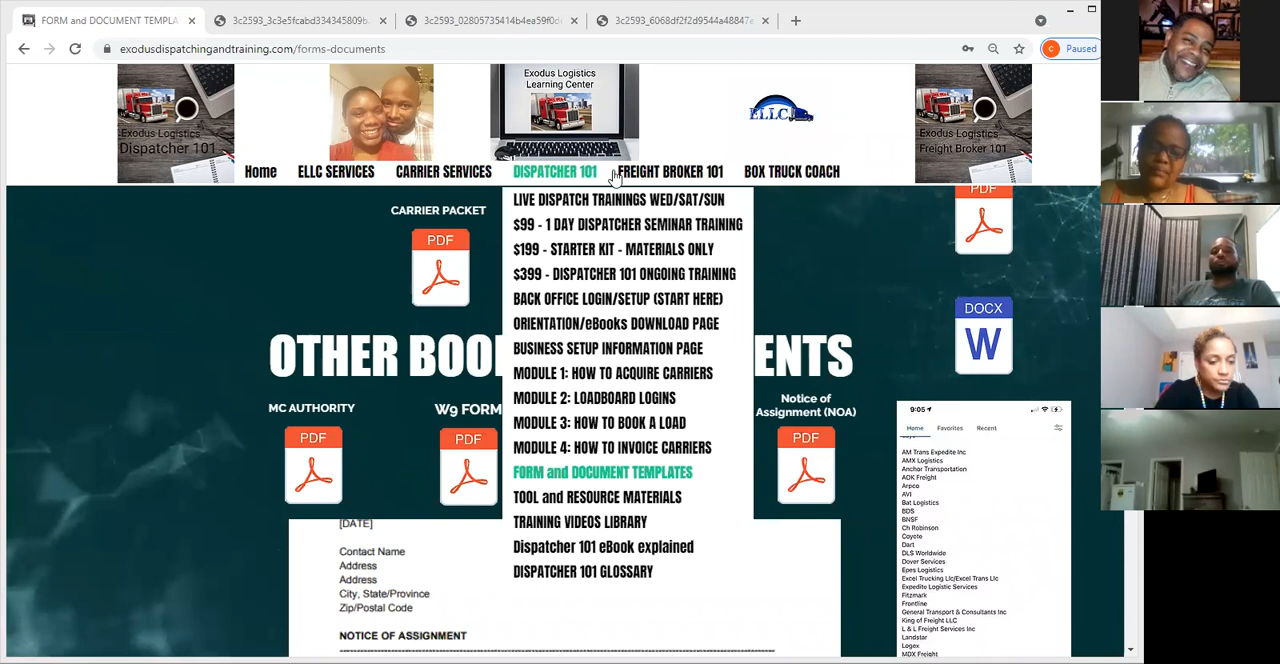 FORM and DOCUMENT TEMPLA
3c2593_3c3e5fcabd334345809b
3c2593_02805735414b4ea59f0d
3c2593_6068df2f2d9544a48847e
exodusdispatchingandtraining.com/forms-documents
Paused
Exodus Logistics
Dispatcher 101
Exodus Logistics
Learning Center
ELLC
Exodus Logistics
Freight Broker 101
Home
ELLC SERVICES
CARRIER SERVICES
DISPATCHER 101
FREIGHT BROKER 101
BOX TRUCK COACH
LIVE DISPATCH TRAININGS WED/SAT/SUN
$99 - 1 DAY DISPATCHER SEMINAR TRAINING
$199 - STARTER KIT - MATERIALS ONLY
$399 - DISPATCHER 101 ONGOING TRAINING
BACK OFFICE LOGIN/SETUP (START HERE)
ORIENTATION/eBooks DOWNLOAD PAGE
BUSINESS SETUP INFORMATION PAGE
MODULE 1: HOW TO ACQUIRE CARRIERS
MODULE 2: LOADBOARD LOGINS
MODULE 3: HOW TO BOOK A LOAD
MODULE 4: HOW TO INVOICE CARRIERS
FORM and DOCUMENT TEMPLATES
TOOL and RESOURCE MATERIALS
TRAINING VIDEOS LIBRARY
Dispatcher 101 eBook explained
DISPATCHER 101 GLOSSARY
CARRIER PACKET
PDF
PDF
DOCX
W
OTHER BOO
ENTS
MC AUTHORITY
PDF
W9 FORM
PDF
Notice of
Assignment (NOA)
PDF
[DATE]
Contact Name
Address
Address
City, State/Province
Zip/Postal Code
NOTICE OF ASSIGNMENT
9:05
Home
Favorites
Recent
AM Trans Expedite Inc
AMX Logistics
Anchor Transportation
AOK Freight
Arpco
AVI
Bat Logistics
BDS
BNSF
Ch Robinson
Coyote
Dart
DLS Worldwide
Dover Services
Epes Logistics
Excel Trucking Llc/Excel Trans Llc
Expedite Logistic Services
Fitzmark
Frontline
General Transport & Consultants Inc
King of Freight LLC
L & L Freight Services Inc
Landstar
Logex
MDX Freight